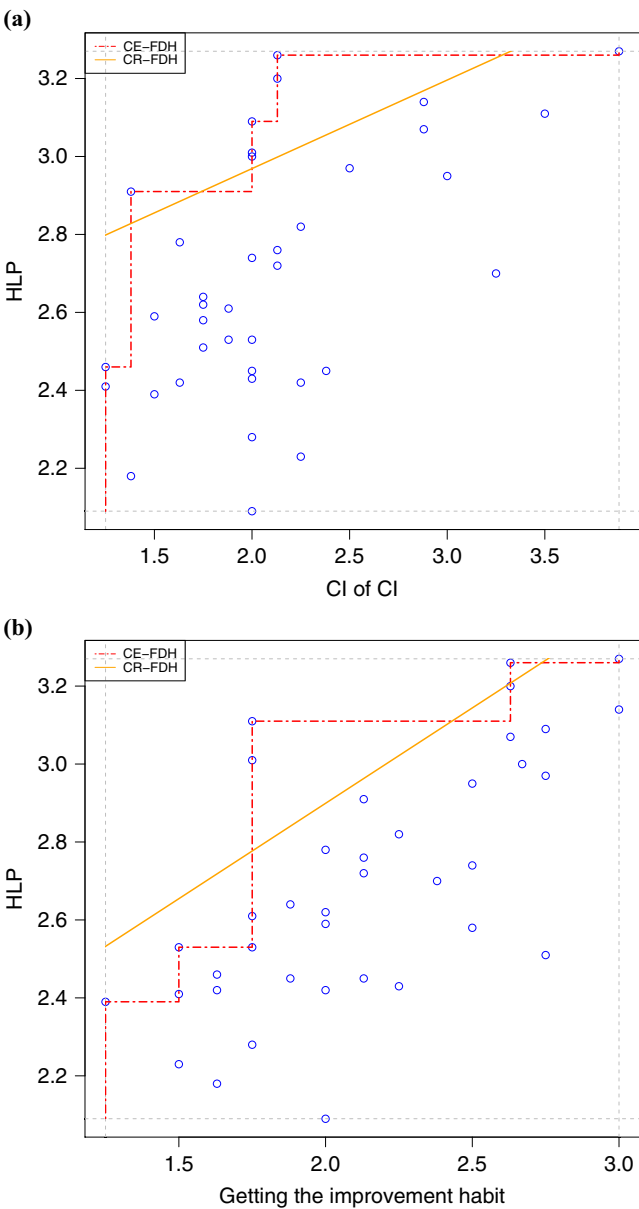 (a)
CE-FDH
CR-FDH
3.2
3.0
2.8
2.6
2.4
2.2
HLP
1.5 2.0 2.5 3.0 3.5
CI of CI
(b)
CE-FDH
CR-FDH
3.2
3.0
2.8
2.6
2.4
2.2
HLP
1.5 2.0 2.5 3.0
Getting the improvement habit